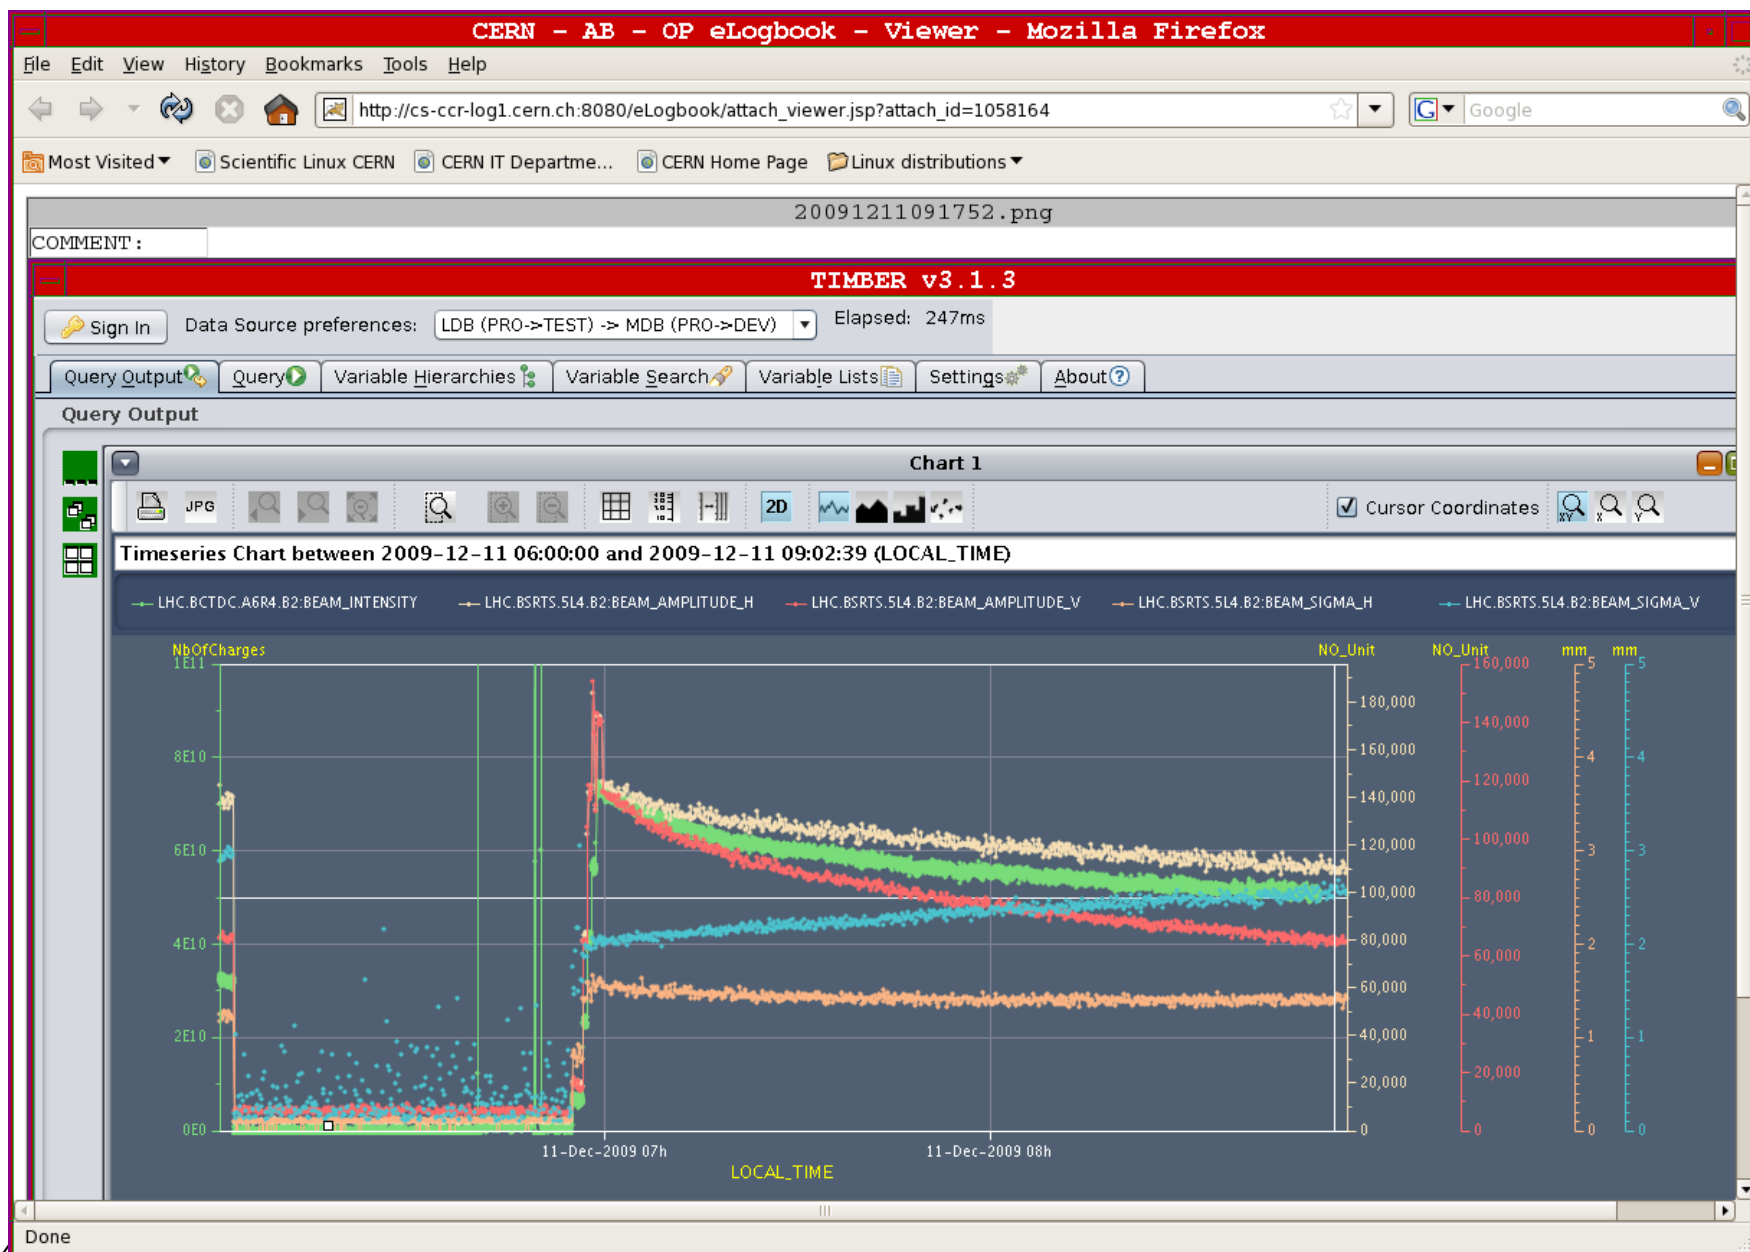 CERN - AB - OP eLogbook - Viewer - Mozilla Firefox
File Edit View History Bookmarks Tools Help
http://cs-ccr-log1.cern.ch:8080/eLogbook/attach_viewer.jsp?attach_id=1058164 G Google
Most Visited Scientific Linux CERN CERN IT Departme... CERN Home Page Linux distributions
20091211091752.png
COMMENT:
TIMBER v3.1.3
Sign In Data Source preferences: LDB (PRO->TEST) -> MDB (PRO->DEV) Elapsed: 247ms
Query Output Query Variable Hierarchies Variable Search Variable Lists Settings About
Query Output
Chart 1
JPG 2D Cursor Coordinates XY X Y
Timeseries Chart between 2009-12-11 06:00:00 and 2009-12-11 09:02:39 (LOCAL_TIME)
LHC.BCTDC.A6R4.B2:BEAM_INTENSITY LHC.BSRTS.5L4.B2:BEAM_AMPLITUDE_H LHC.BSRTS.5L4.B2:BEAM_AMPLITUDE_V LHC.BSRTS.5L4.B2:BEAM_SIGMA_H LHC.BSRTS.5L4.B2:BEAM_SIGMA_V
NbOfCharges NO_Unit NO_Unit mm mm
1E11 160,000 5 5
180,000
140,000
8E10 160,000 4 4
120,000
140,000
6E10 120,000 100,000 3 3
100,000 80,000
4E10 80,000 60,000 2 2
60,000
40,000
2E10 40,000 1 1
20,000 20,000
0E0 0 0 0 0
11-Dec-2009 07h 11-Dec-2009 08h
LOCAL_TIME
Done